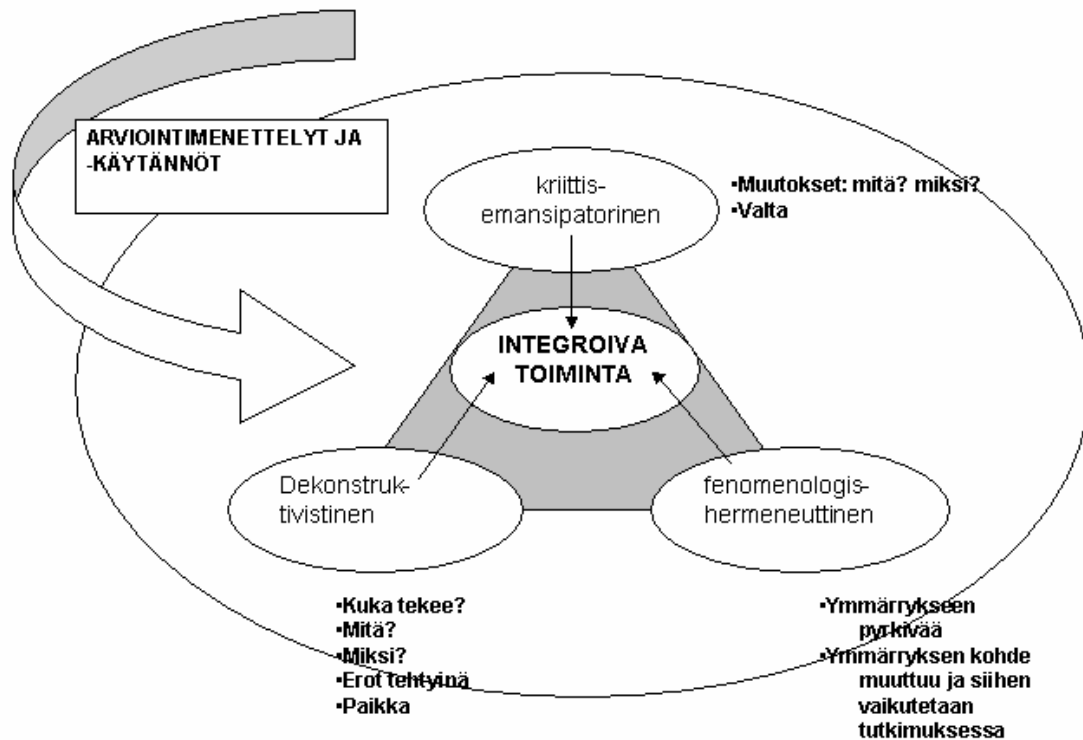 ARVIOINTIMENETTELYT JA
-KÄYTÄNNÖT
kriittis-
emansipatorinen
•Muutokset: mitä? miksi?
•Valta
INTEGROIVA
TOIMINTA
Dekonstruk-
tivistinen
fenomenologis-
hermeneuttinen
•Kuka tekee?
•Mitä?
•Miksi?
•Erot tehtyinä
•Paikka
•Ymmärrykseen
pyrkivää
•Ymmärryksen kohde
muuttuu ja siihen
vaikutetaan
tutkimuksessa